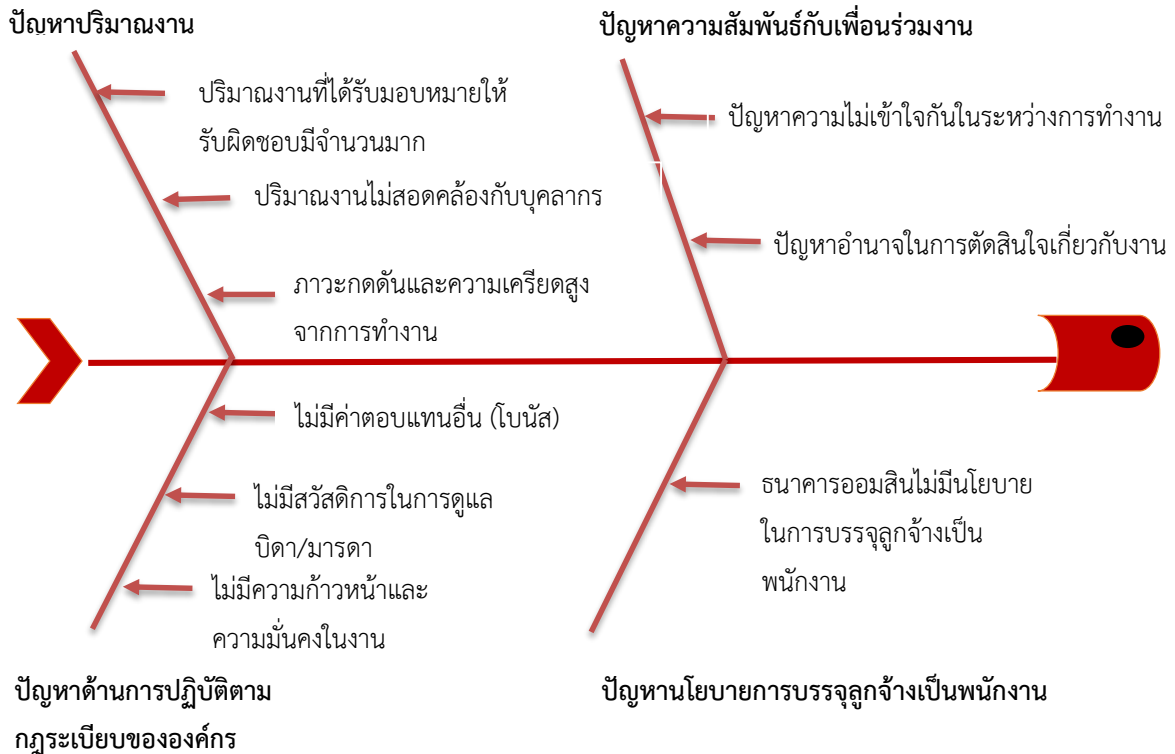 ปัญหาปริมาณงาน
ปริมาณงานที่ได้รับมอบหมายให้
รับผิดชอบมีจำนวนมาก
ปริมาณงานไม่สอดคล้องกับบุคลากร
ภาวะกดดันและความเครียดสูง
จากการทำงาน
ปัญหาความสัมพันธ์กับเพื่อนร่วมงาน
ปัญหาความไม่เข้าใจกันในระหว่างการทำงาน
ปัญหาอำนาจในการตัดสินใจเกี่ยวกับงาน
ไม่มีค่าตอบแทนอื่น (โบนัส)
ไม่มีสวัสดิการในการดูแล
บิดา/มารดา
ไม่มีความก้าวหน้าและ
ความมั่นคงในงาน
ปัญหาด้านการปฏิบัติตาม
กฎระเบียบขององค์กร
ธนาคารออมสินไม่มีนโยบาย
ในการบรรจุลูกจ้างเป็น
พนักงาน
ปัญหานโยบายการบรรจุลูกจ้างเป็นพนักงาน